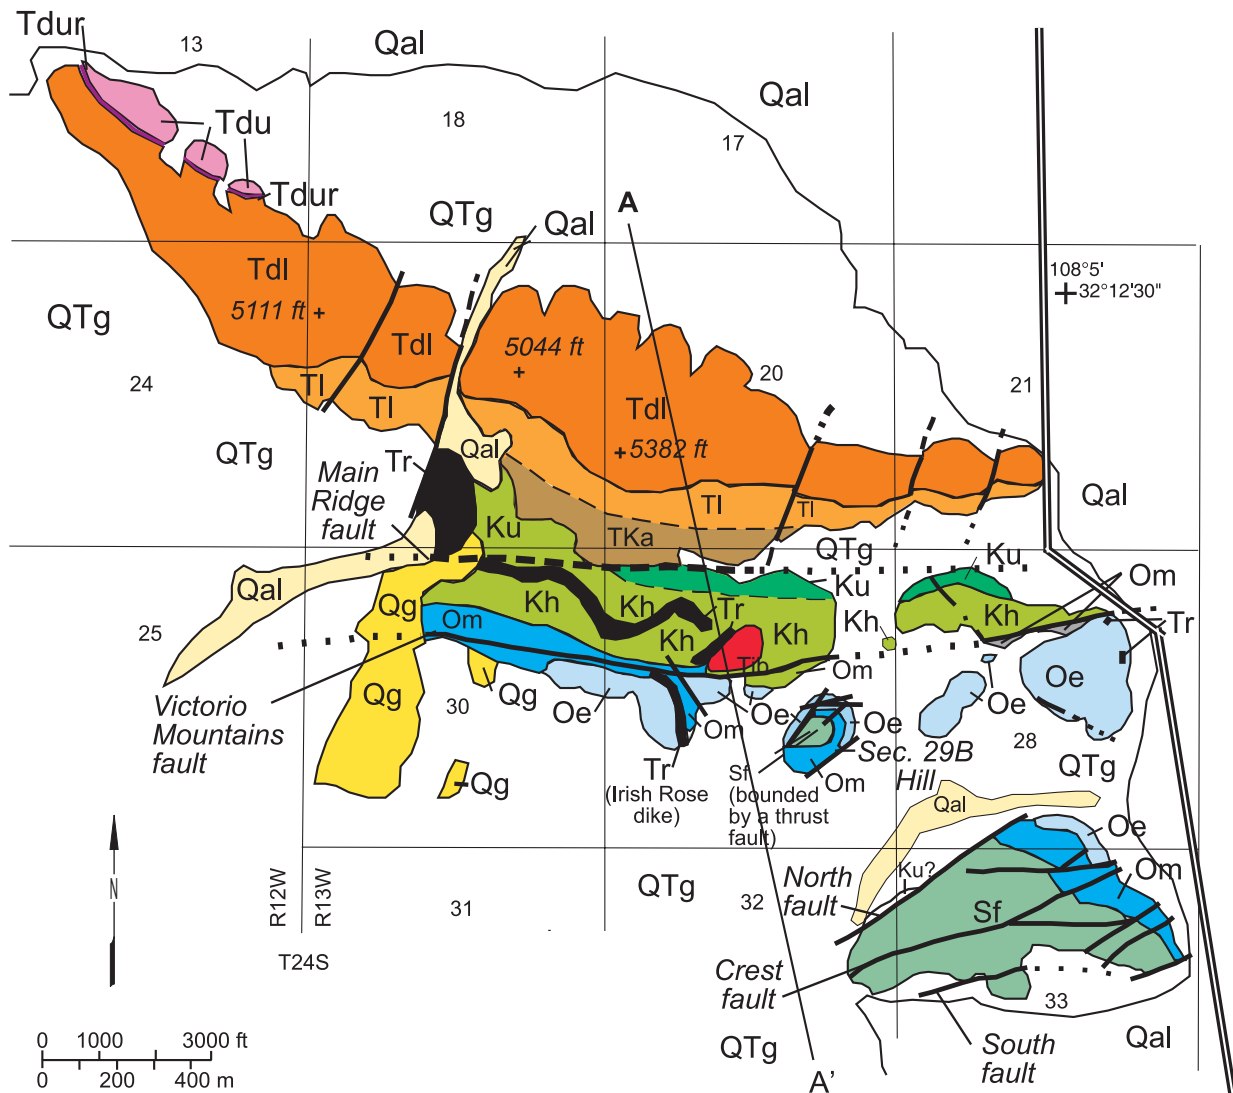 Tdur
13
Qal
Qal
Tdu
18
17
Tdur
QTg
Qal
A
Tdl
5111 ft +
QTg
108°5'
32°12'30"
Tdl
5044 ft
24
Tl
Tl
20
21
Tdl
+5382 ft
QTg
Main
Ridge
fault
Tr
Qal
Tl
Tl
Qal
Ku
TKa
QTg
Ku
Om
Qal
Ku
25
Qg
Kh
Kh
Tr
Kh
Kh
Kh
Kh
Tr
Om
Tib
Om
Victorio
Mountains
fault
Qg
Qg
30
Oe
Om
Oe
Oe
Oe
Oe
28
Sec. 29B
Hill
QTg
Qg
Tr
(Irish Rose
dike)
Sf
(bounded
by a thrust
fault)
Om
Qal
Oe
N
R12W
R13W
31
QTg
32
Ku?
North
fault
Om
Sf
T24S
Crest
fault
33
0 1000 3000 ft
0 200 400 m
QTg
South
fault
Qal
A’